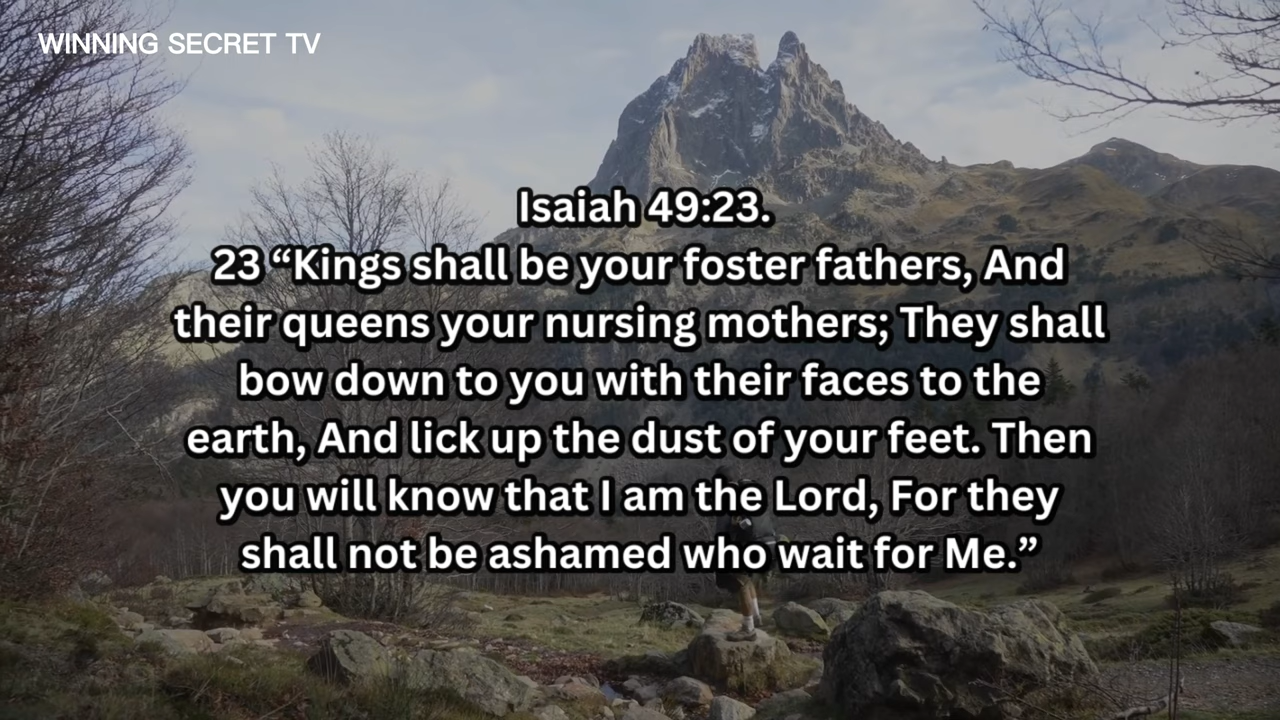 WINNING SECRET TV
Isaiah 49:23.
23 “Kings shall be your foster fathers, And
their queens your nursing mothers; They shall
bow down to you with their faces to the
earth, And lick up the dust of your feet. Then
you will know that I am the Lord, For they
shall not be ashamed who wait for Me.”